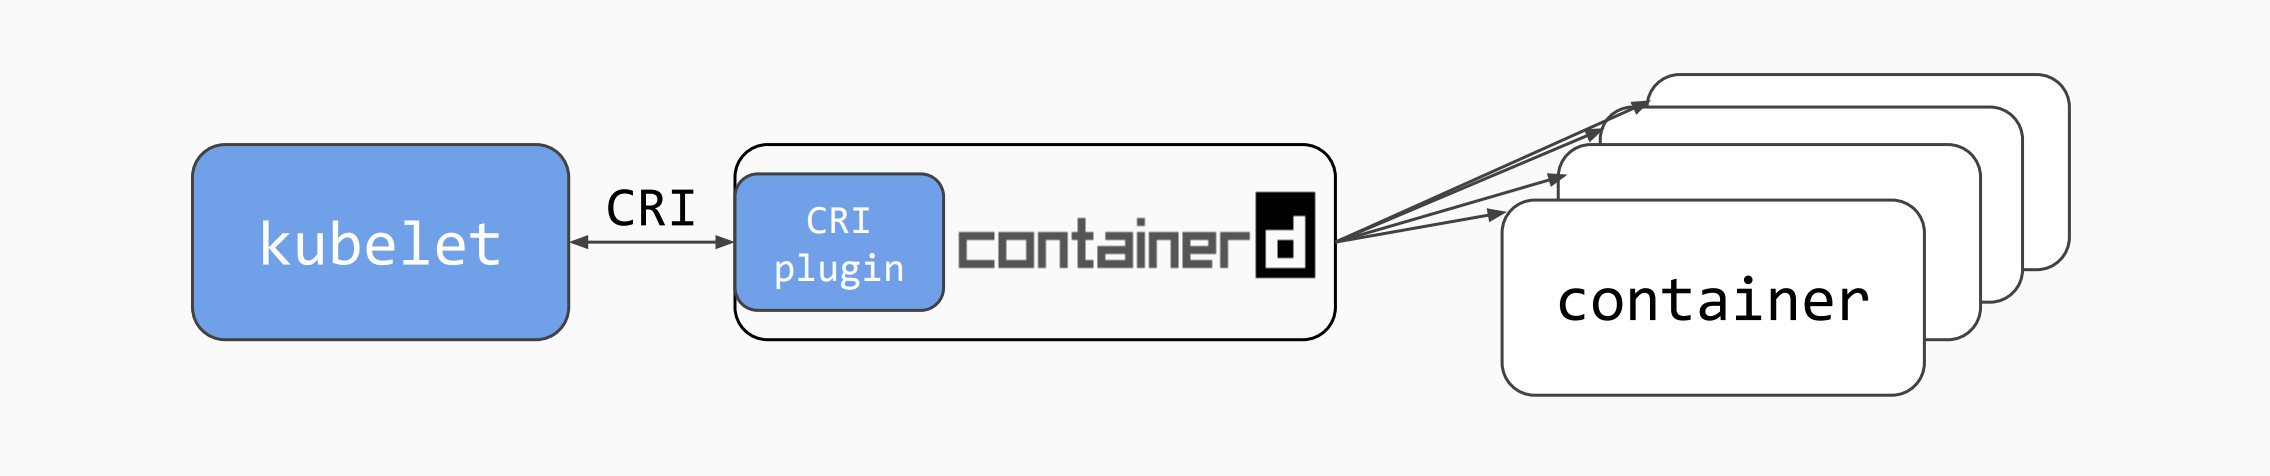 kubelet
CRI
CRI
plugin
containerd
container